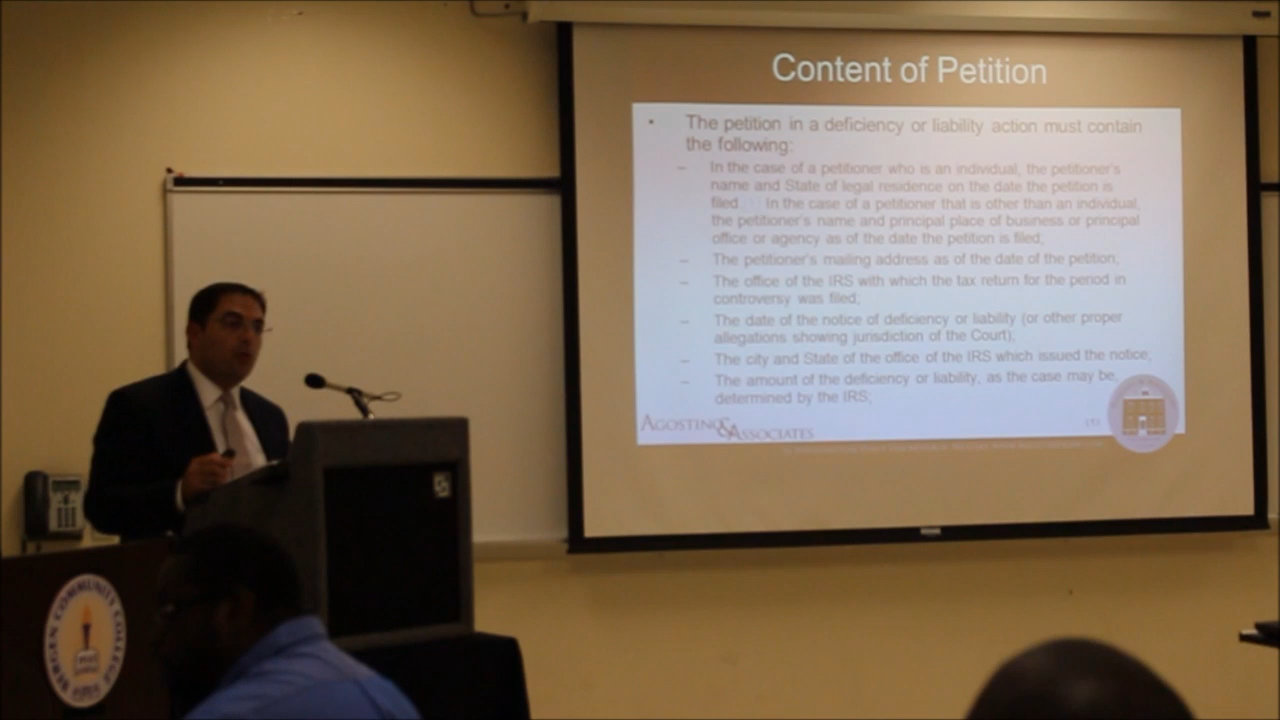 Content of Petition
• The petition in a deficiency or liability action must contain
the following:
– In the case of a petitioner who is an individual, the petitioner's
name and State of legal residence on the date the petition is
filed. In the case of a petitioner that is other than an individual,
the petitioner's name and principal place of business or principal
office or agency as of the date the petition is filed;
– The petitioner's mailing address as of the date of the petition;
– The office of the IRS with which the tax return for the period in
controversy was filed;
– The date of the notice of deficiency or liability (or other proper
allegations showing jurisdiction of the Court);
– The city and State of the office of the IRS which issued the notice;
– The amount of the deficiency or liability, as the case may be,
determined by the IRS;
AGOSTINO & ASSOCIATES
BERGEN COMMUNITY COLLEGE